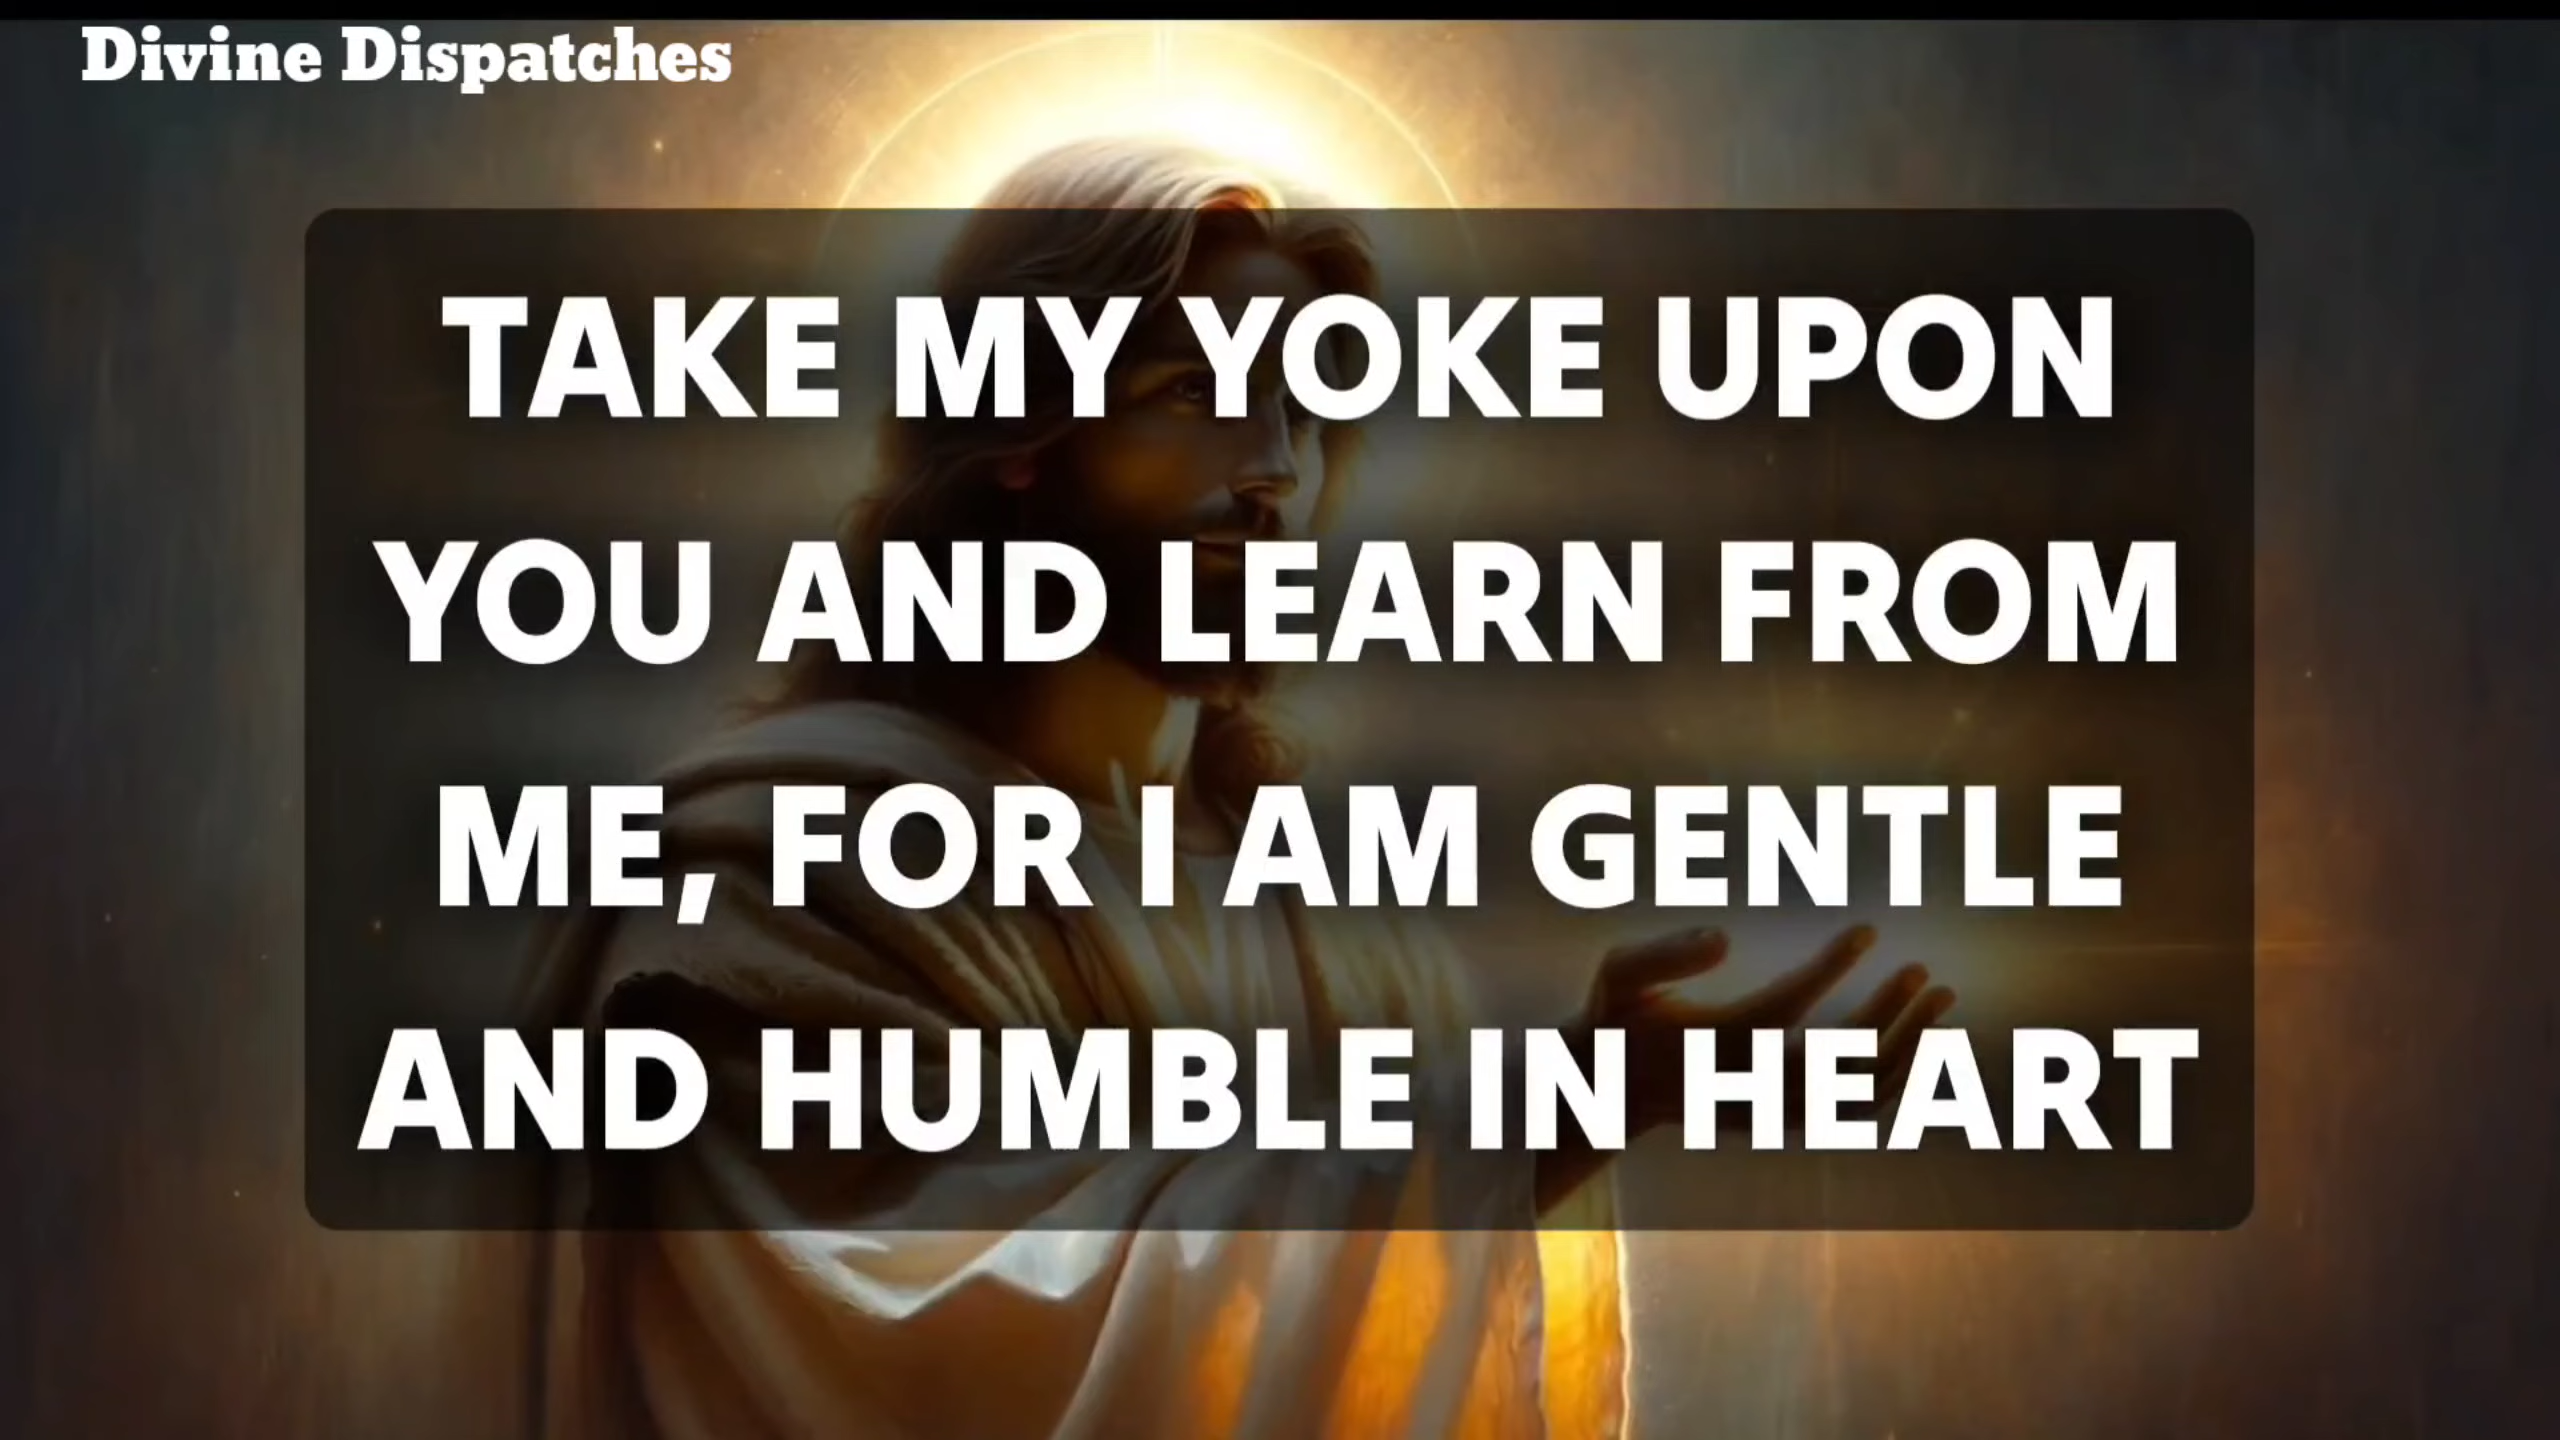 Divine Dispatches
TAKE MY YOKE UPON
YOU AND LEARN FROM
ME, FOR I AM GENTLE
AND HUMBLE IN HEART